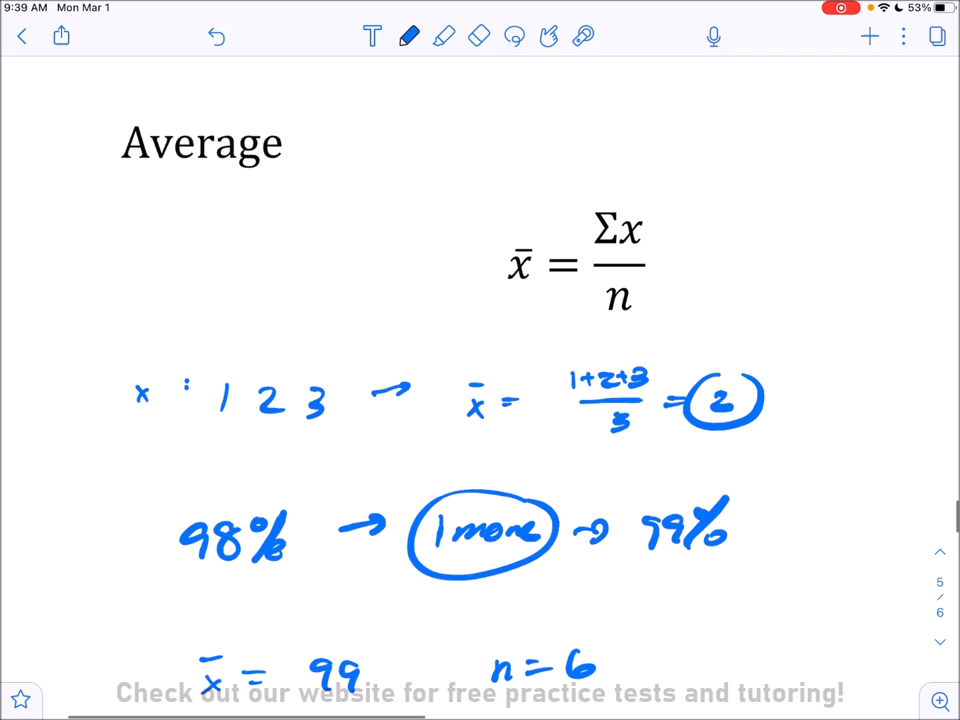 9:39 AM Mon Mar 1 53%
Average
x̄ = Σx / n
x : 1 2 3 → x̄ = 1+2+3 / 3 = 2
98% → 1 more → 99%
x̄ = 99 n = 6
Check out our website for free practice tests and tutoring!
5
/
6